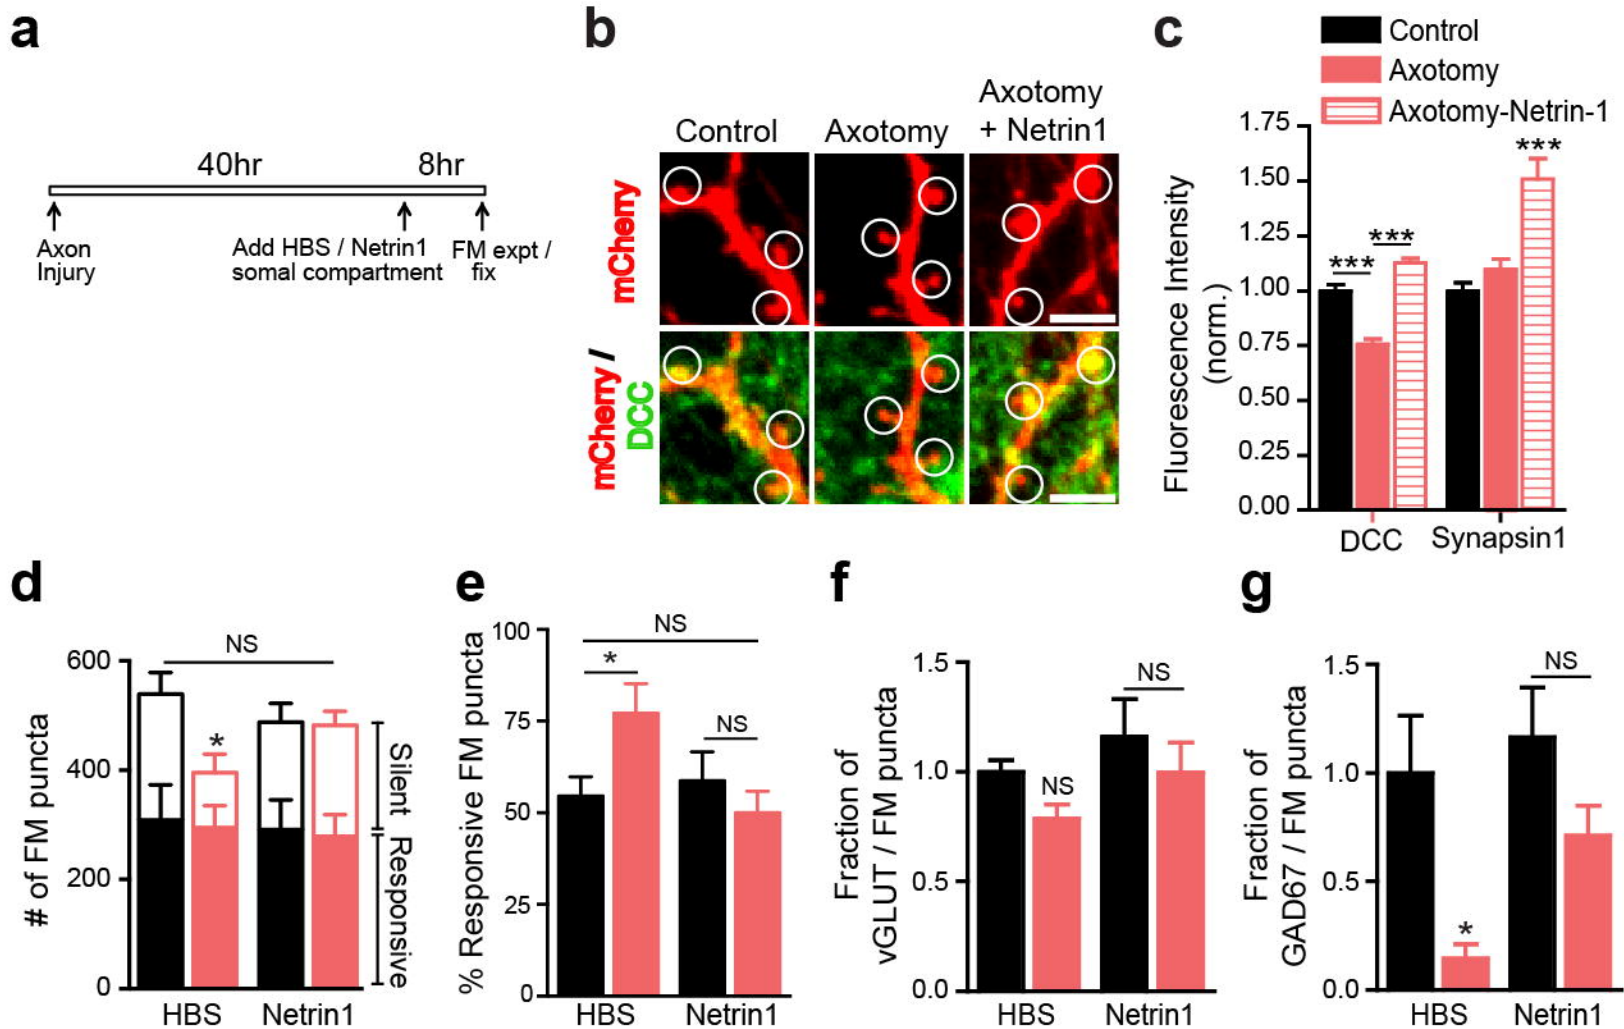 a
40hr
8hr
Axon
Injury
Add HBS / Netrin1
somal compartment
FM expt /
fix
b
Control
Axotomy
Axotomy
+ Netrin1
mCherry
mCherry /
DCC
c
Control
Axotomy
Axotomy-Netrin-1
Fluorescence Intensity
(norm.)
1.75
1.50
1.25
1.00
0.75
0.50
0.25
0.00
***
***
***
DCC
Synapsin1
d
# of FM puncta
600
400
200
0
NS
*
Silent
Responsive
HBS
Netrin1
e
% Responsive FM puncta
100
75
50
25
0
NS
*
NS
HBS
Netrin1
f
Fraction of
vGLUT / FM puncta
1.5
1.0
0.5
0.0
NS
NS
HBS
Netrin1
g
Fraction of
GAD67 / FM puncta
1.5
1.0
0.5
0.0
NS
*
HBS
Netrin1